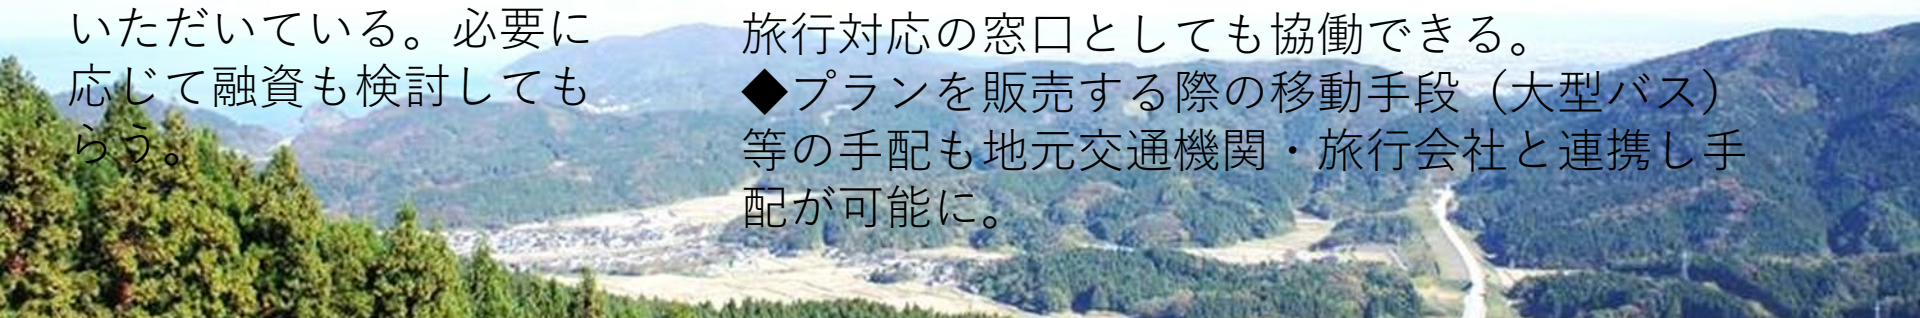 いただいている。必要に
応じて融資も検討しても
らう。
旅行対応の窓口としても協働できる。
◆プランを販売する際の移動手段（大型バス）
等の手配も地元交通機関・旅行会社と連携し手
配が可能に。